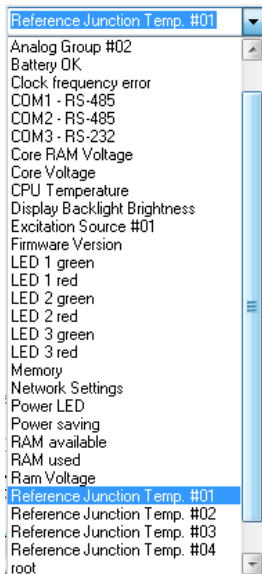 Reference Junction Temp. #01
Analog Group #02
Battery OK
Clock frequency error
COM1 - RS-485
COM2 - RS-485
COM3 - RS-232
Core RAM Voltage
Core Voltage
CPU Temperature
Display Backlight Brightness
Excitation Source #01
Firmware Version
LED 1 green
LED 1 red
LED 2 green
LED 2 red
LED 3 green
LED 3 red
Memory
Network Settings
Power LED
Power saving
RAM available
RAM used
Ram Voltage
Reference Junction Temp. #01
Reference Junction Temp. #02
Reference Junction Temp. #03
Reference Junction Temp. #04
root